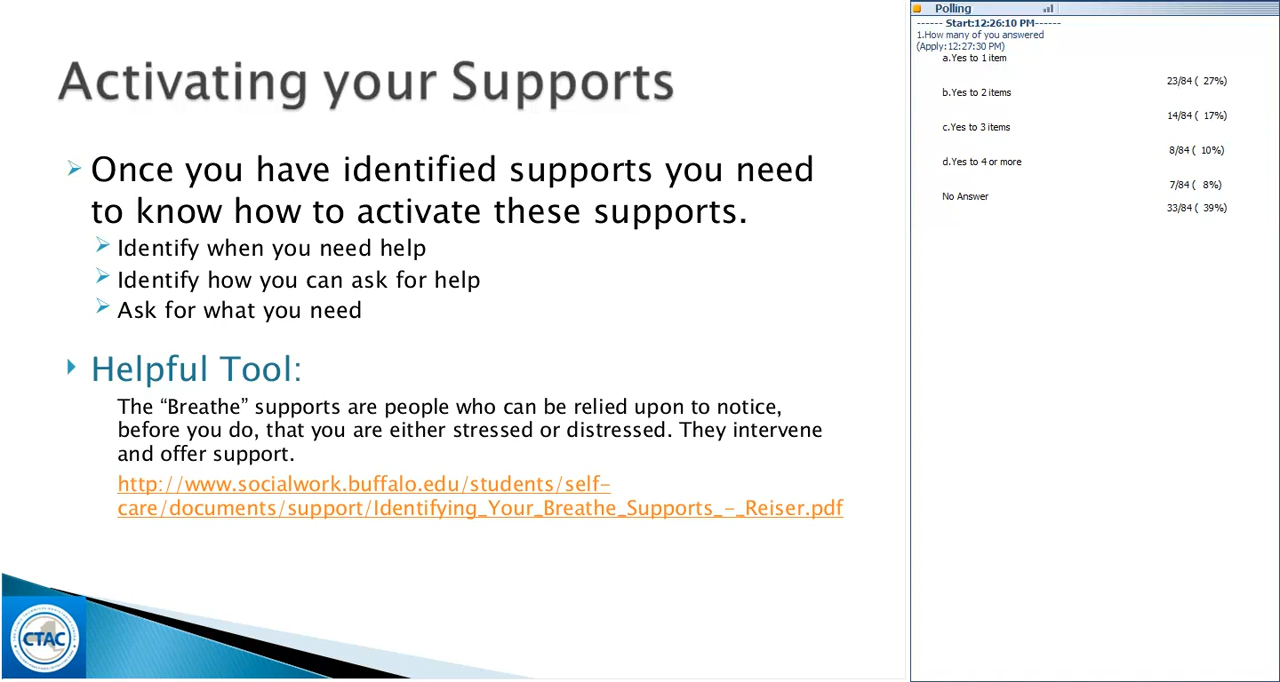 Activating your Supports
Once you have identified supports you need
to know how to activate these supports.
Identify when you need help
Identify how you can ask for help
Ask for what you need
Helpful Tool:
The “Breathe” supports are people who can be relied upon to notice,
before you do, that you are either stressed or distressed. They intervene
and offer support.
http://www.socialwork.buffalo.edu/students/self-
care/documents/support/Identifying_Your_Breathe_Supports_-_Reiser.pdf
CTAC
Polling
------ Start:12:26:10 PM------
1.How many of you answered
(Apply:12:27:30 PM)
a.Yes to 1 item
23/84 ( 27%)
b.Yes to 2 items
14/84 ( 17%)
c.Yes to 3 items
8/84 ( 10%)
d.Yes to 4 or more
7/84 ( 8%)
No Answer
33/84 ( 39%)